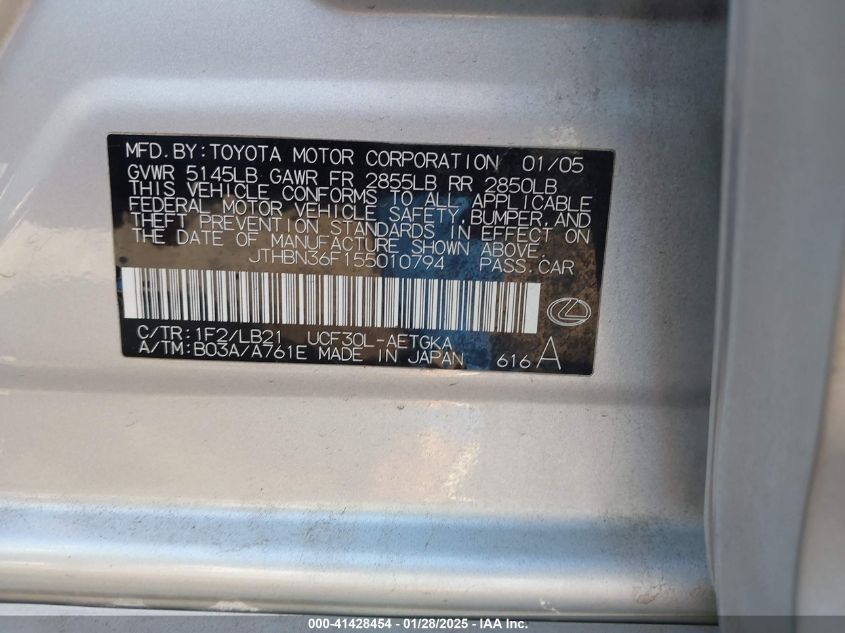 MFD.BY:TOYOTA MOTOR CORPORATION 01/05
GVWR 5145LB GAWR FR 2855LB RR 2850LB
THIS VEHICLE CONFORMS TO ALL APPLICABLE
FEDERAL MOTOR VEHICLE SAFETY,BUMPER,AND
THEFT PREVENTION STANDARDS IN EFFECT ON
THE DATE OF MANUFACTURE SHOWN ABOVE.
JTHBN36F155010794 PASS.CAR
C/TR:1F2/LB21 UCF30L-AETGKA
A/TM:B03A/A761E MADE IN JAPAN 616A
000-41428454 - 01/28/2025 - IAA Inc.